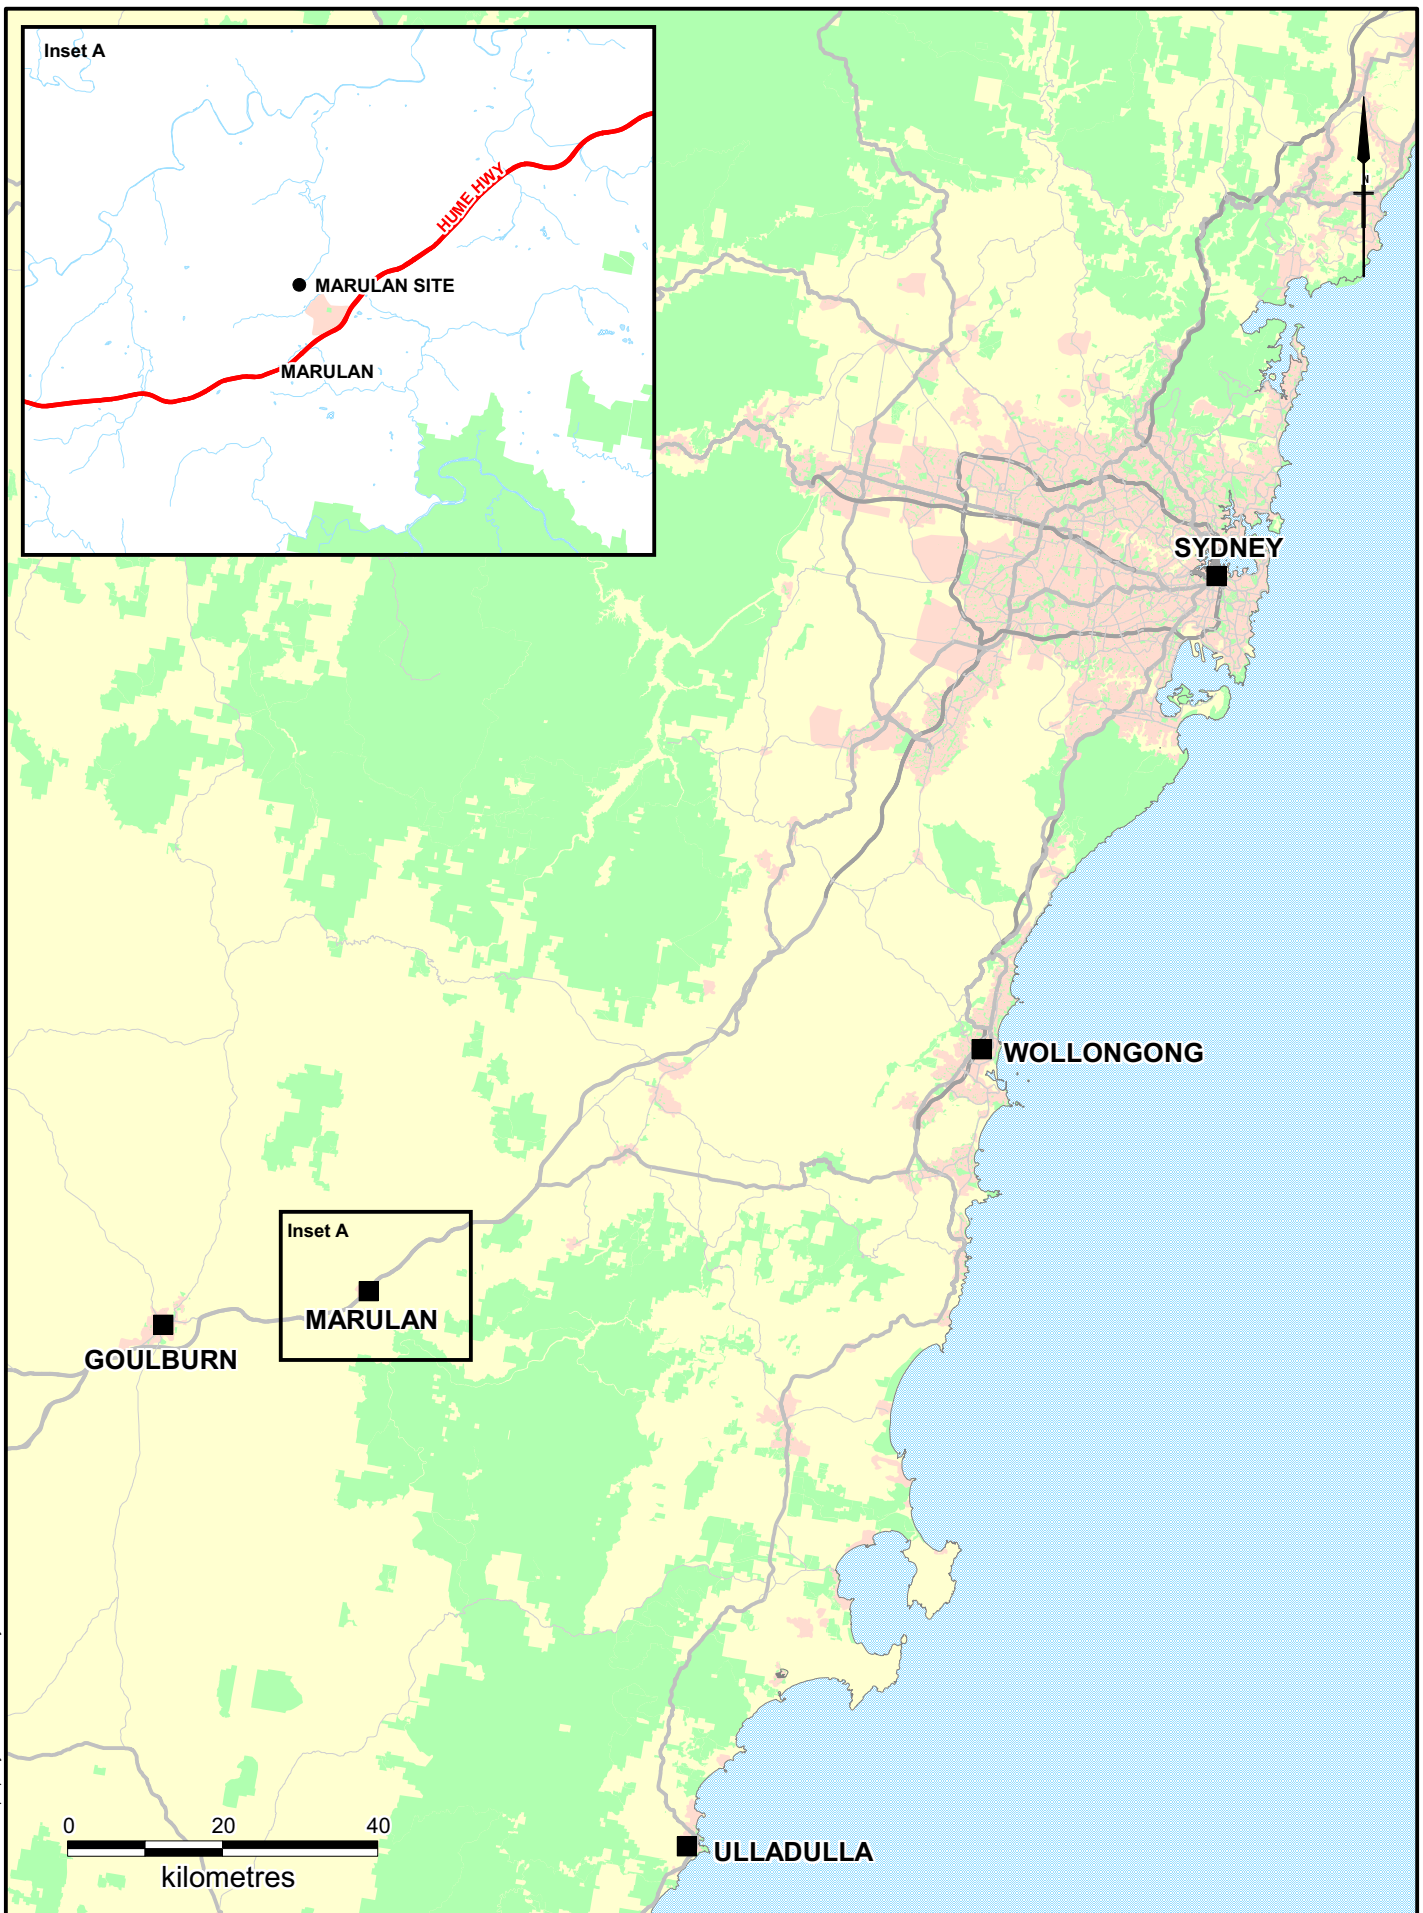 Inset A
HUME HWY
MARULAN SITE
MARULAN
N
SYDNEY
WOLLONGONG
Inset A
MARULAN
GOULBURN
0 20 40
kilometres
ULLADULLA